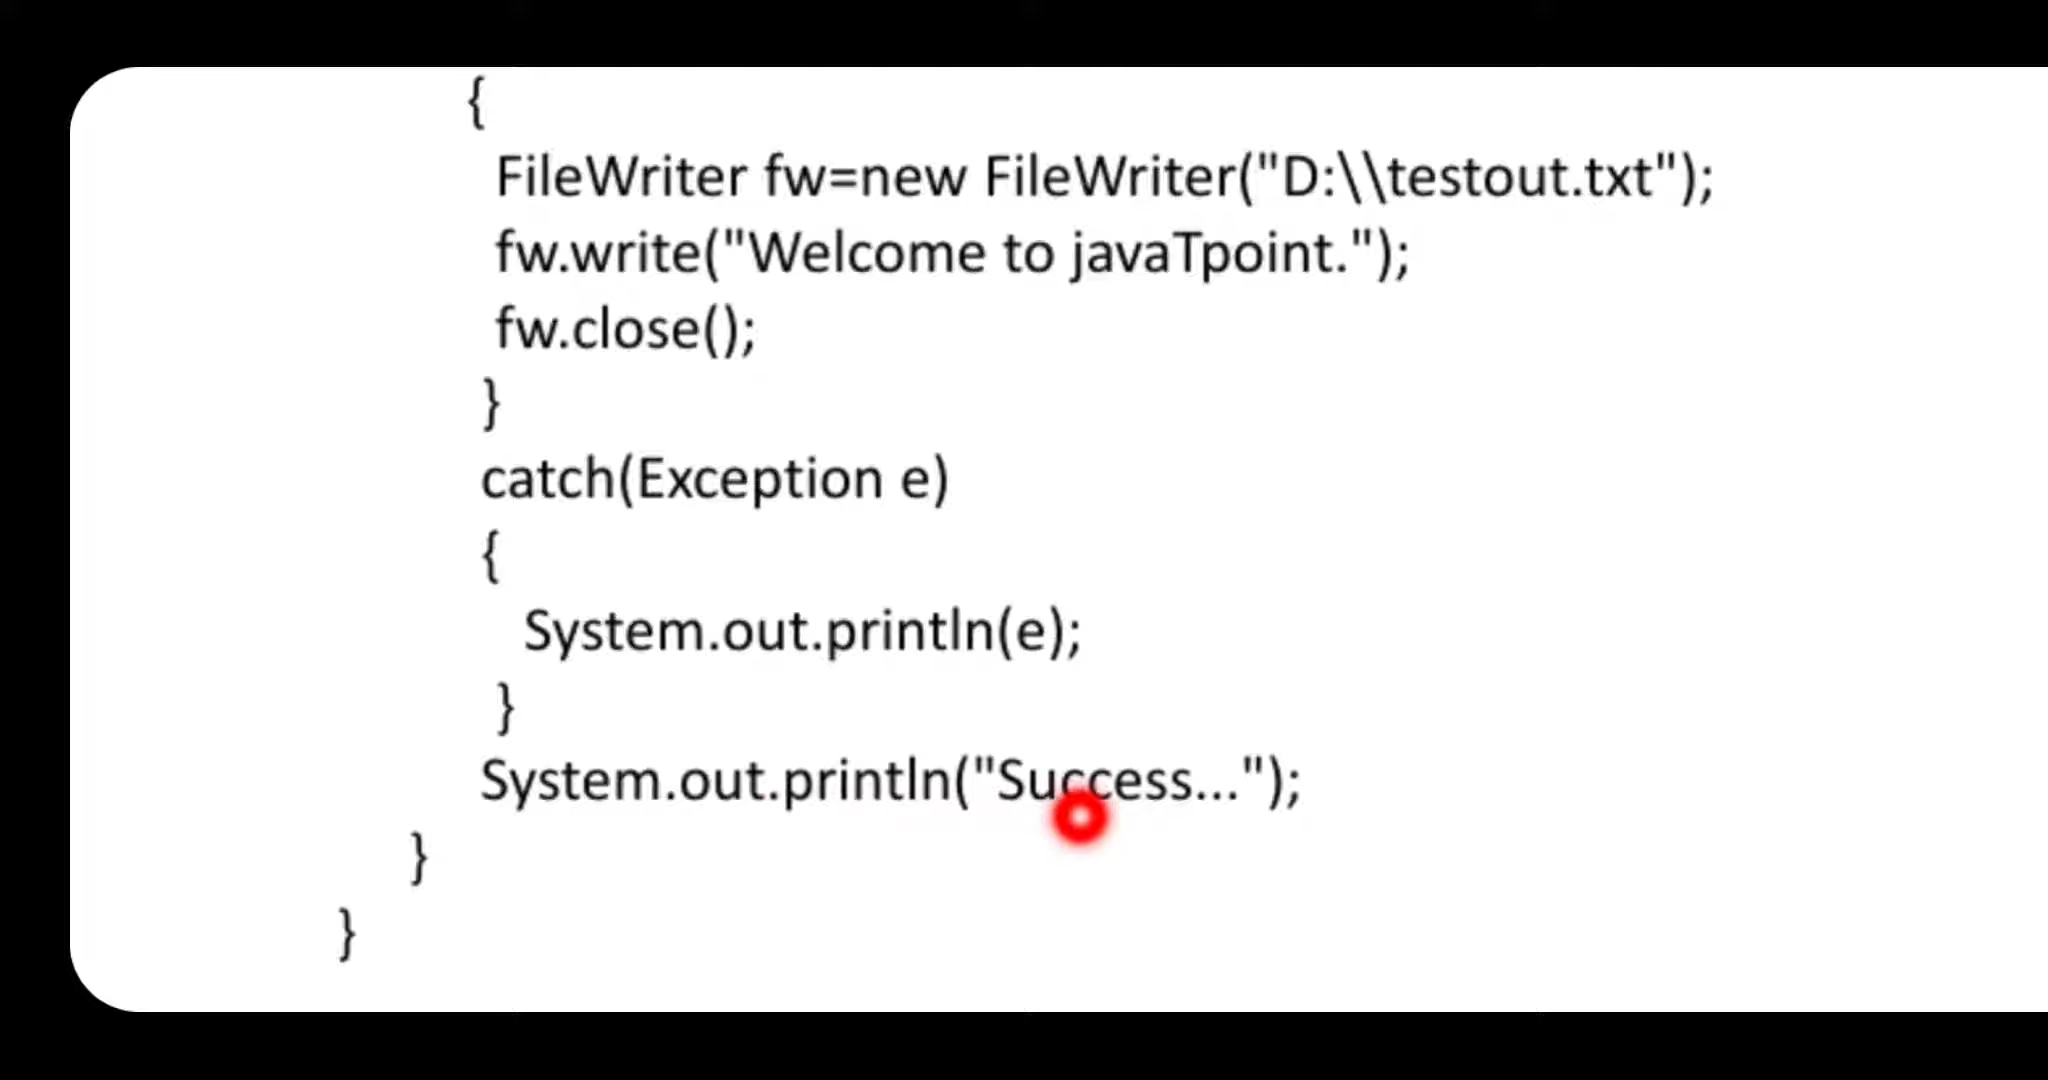 {
FileWriter fw=new FileWriter("D:\\testout.txt");
fw.write("Welcome to javaTpoint.");
fw.close();
}
catch(Exception e)
{
System.out.println(e);
}
System.out.println("Success...");
}
}